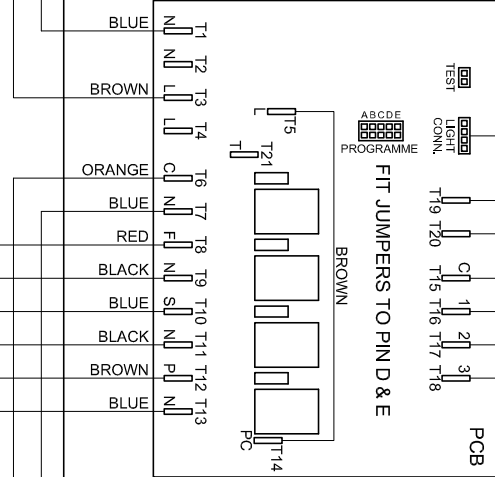 BLUE N T1
N T2
BROWN L T3
L T4
ORANGE C T6
BLUE N T7
RED F T8
BLACK N T9
BLUE S T10
BLACK N T11
BROWN P T12
BLUE N T13
L T5
T T21
BROWN
PC T14
ABCDE
PROGRAMME
FIT JUMPERS TO PIN D & E
TEST
LIGHT
CONN.
T19
T20
C T15
1 T16
2 T17
3 T18
PCB